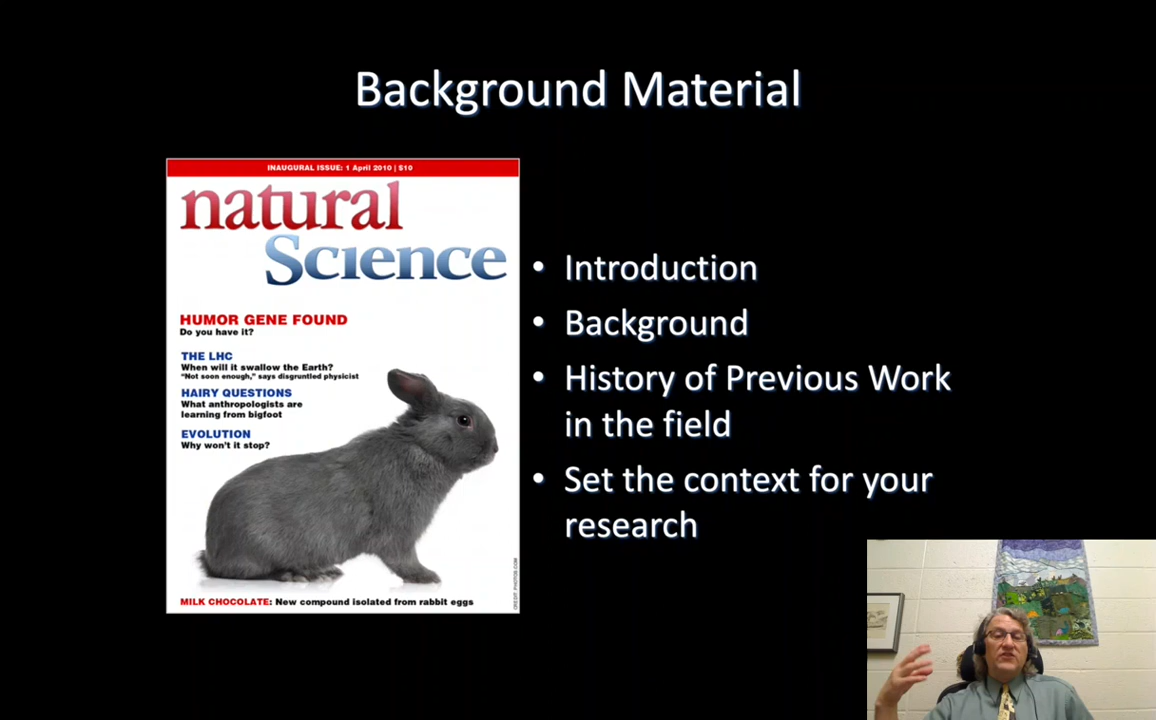 Background Material
INAUGURAL ISSUE: 1 April 2010 | $10
natural
Science
HUMOR GENE FOUND
Do you have it?
THE LHC
When will it swallow the Earth?
“Not soon enough,” says disgruntled physicist
HAIRY QUESTIONS
What anthropologists are
learning from bigfoot
EVOLUTION
Why won't it stop?
CREDIT: PHOTOS.COM
MILK CHOCOLATE: New compound isolated from rabbit eggs
• Introduction
• Background
• History of Previous Work
in the field
• Set the context for your
research